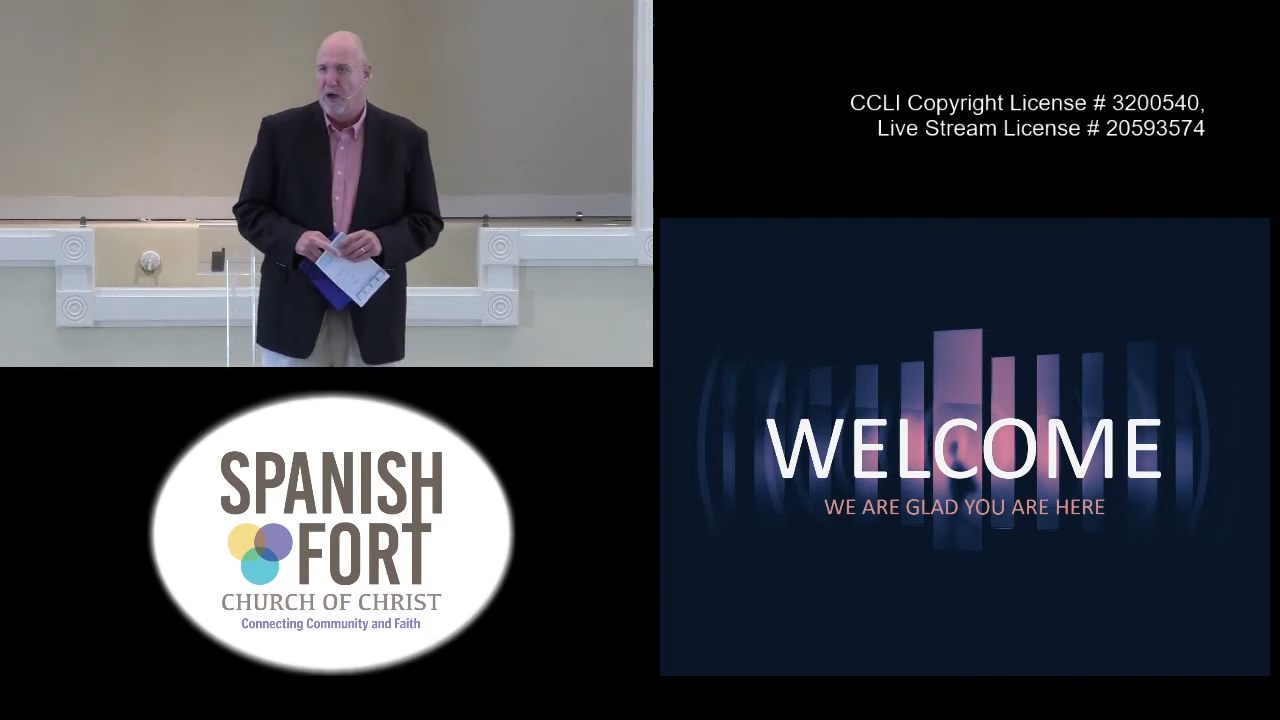 CCLI Copyright License # 3200540,
Live Stream License # 20593574
WELCOME
WE ARE GLAD YOU ARE HERE
SPANISH
FORT
CHURCH OF CHRIST
Connecting Community and Faith